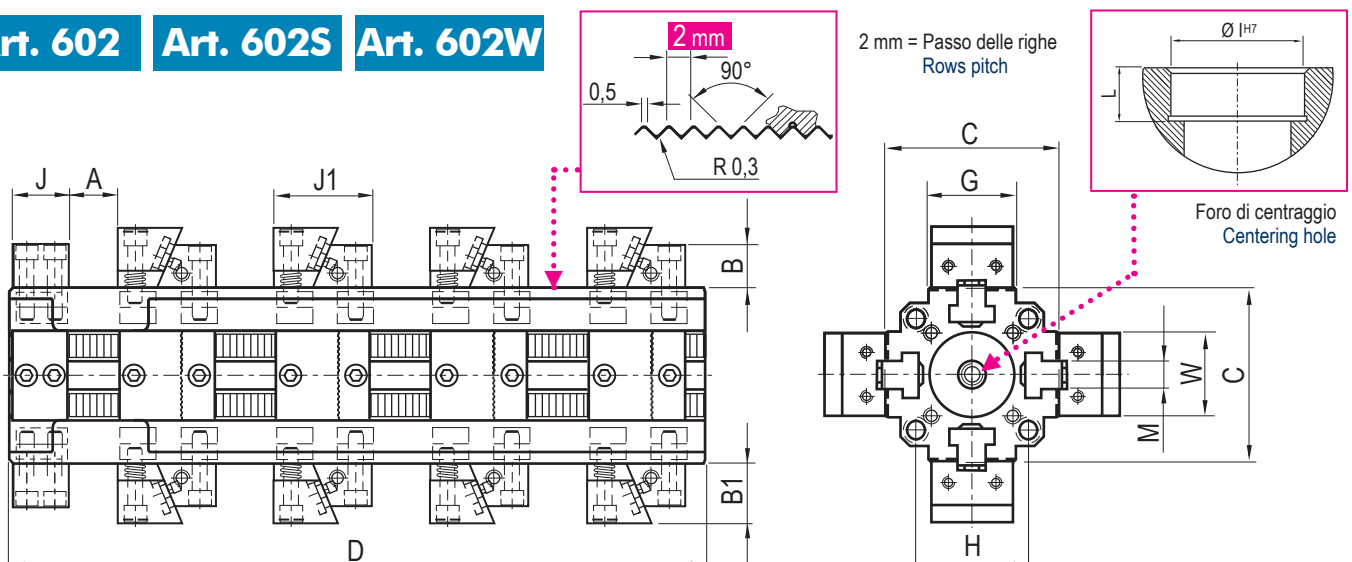 rt. 602
Art. 602S
Art. 602W
2 mm
90°
0,5
R 0,3
2 mm = Passo delle righe
Rows pitch
Ø I H7
L
Foro di centraggio
Centering hole
J
A
J1
B
B1
D
C
G
W
C
M
H